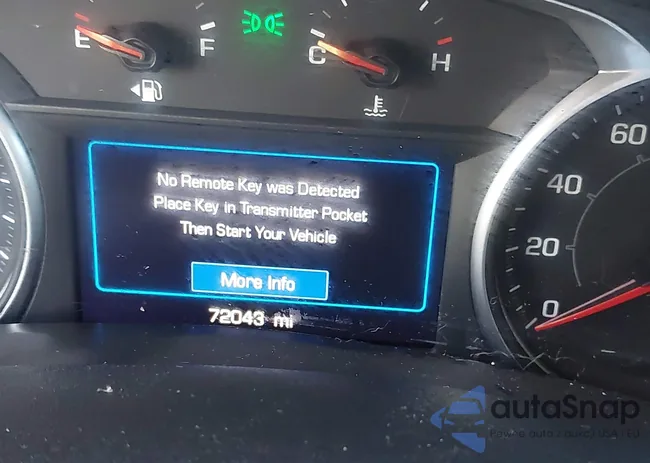 E F C H
No Remote Key was Detected
Place Key in Transmitter Pocket
Then Start Your Vehicle
More Info
72043 mi
60
40
20
0
autaSnap